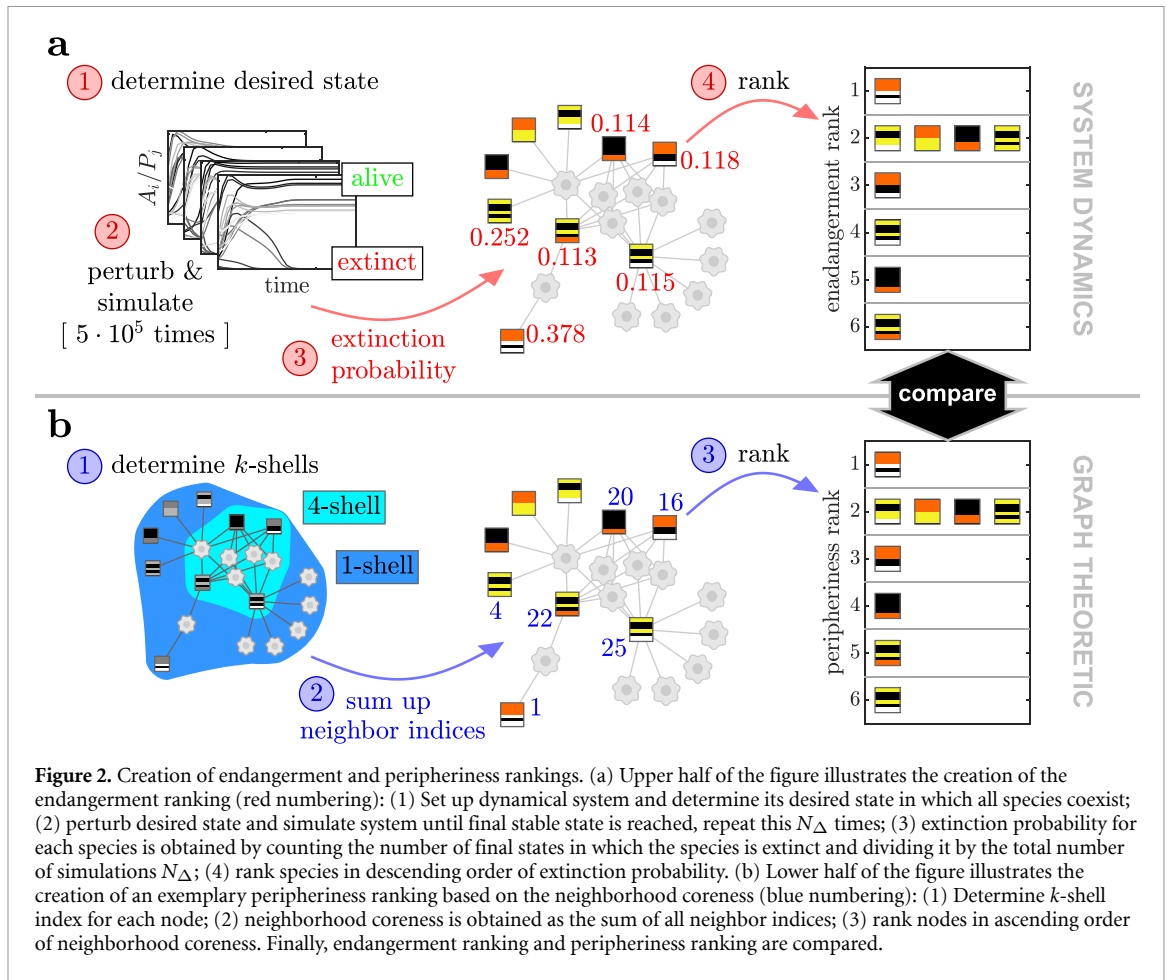 a
1 determine desired state
A_i/P_j
alive
extinct
time
2
perturb &
simulate
[ 5 · 10^5 times ]
3 extinction
probability
0.114
0.118
0.252
0.113
0.115
0.378
4 rank
enadangerment rank
1
2
3
4
5
6
SYSTEM DYNAMICS
compare
b
1 determine k-shells
4-shell
1-shell
2 sum up
neighbor indices
20
16
4
22
25
1
3 rank
peripheriness rank
1
2
3
4
5
6
GRAPH THEORETIC
Figure 2. Creation of endangerment and peripheriness rankings. (a) Upper half of the figure illustrates the creation of the
endangerment ranking (red numbering): (1) Set up dynamical system and determine its desired state in which all species coexist;
(2) perturb desired state and simulate system until final stable state is reached, repeat this N_Δ times; (3) extinction probability for
each species is obtained by counting the number of final states in which the species is extinct and dividing it by the total number
of simulations N_Δ; (4) rank species in descending order of extinction probability. (b) Lower half of the figure illustrates the
creation of an exemplary peripheriness ranking based on the neighborhood coreness (blue numbering): (1) Determine k-shell
index for each node; (2) neighborhood coreness is obtained as the sum of all neighbor indices; (3) rank nodes in ascending order
of neighborhood coreness. Finally, endangerment ranking and peripheriness ranking are compared.